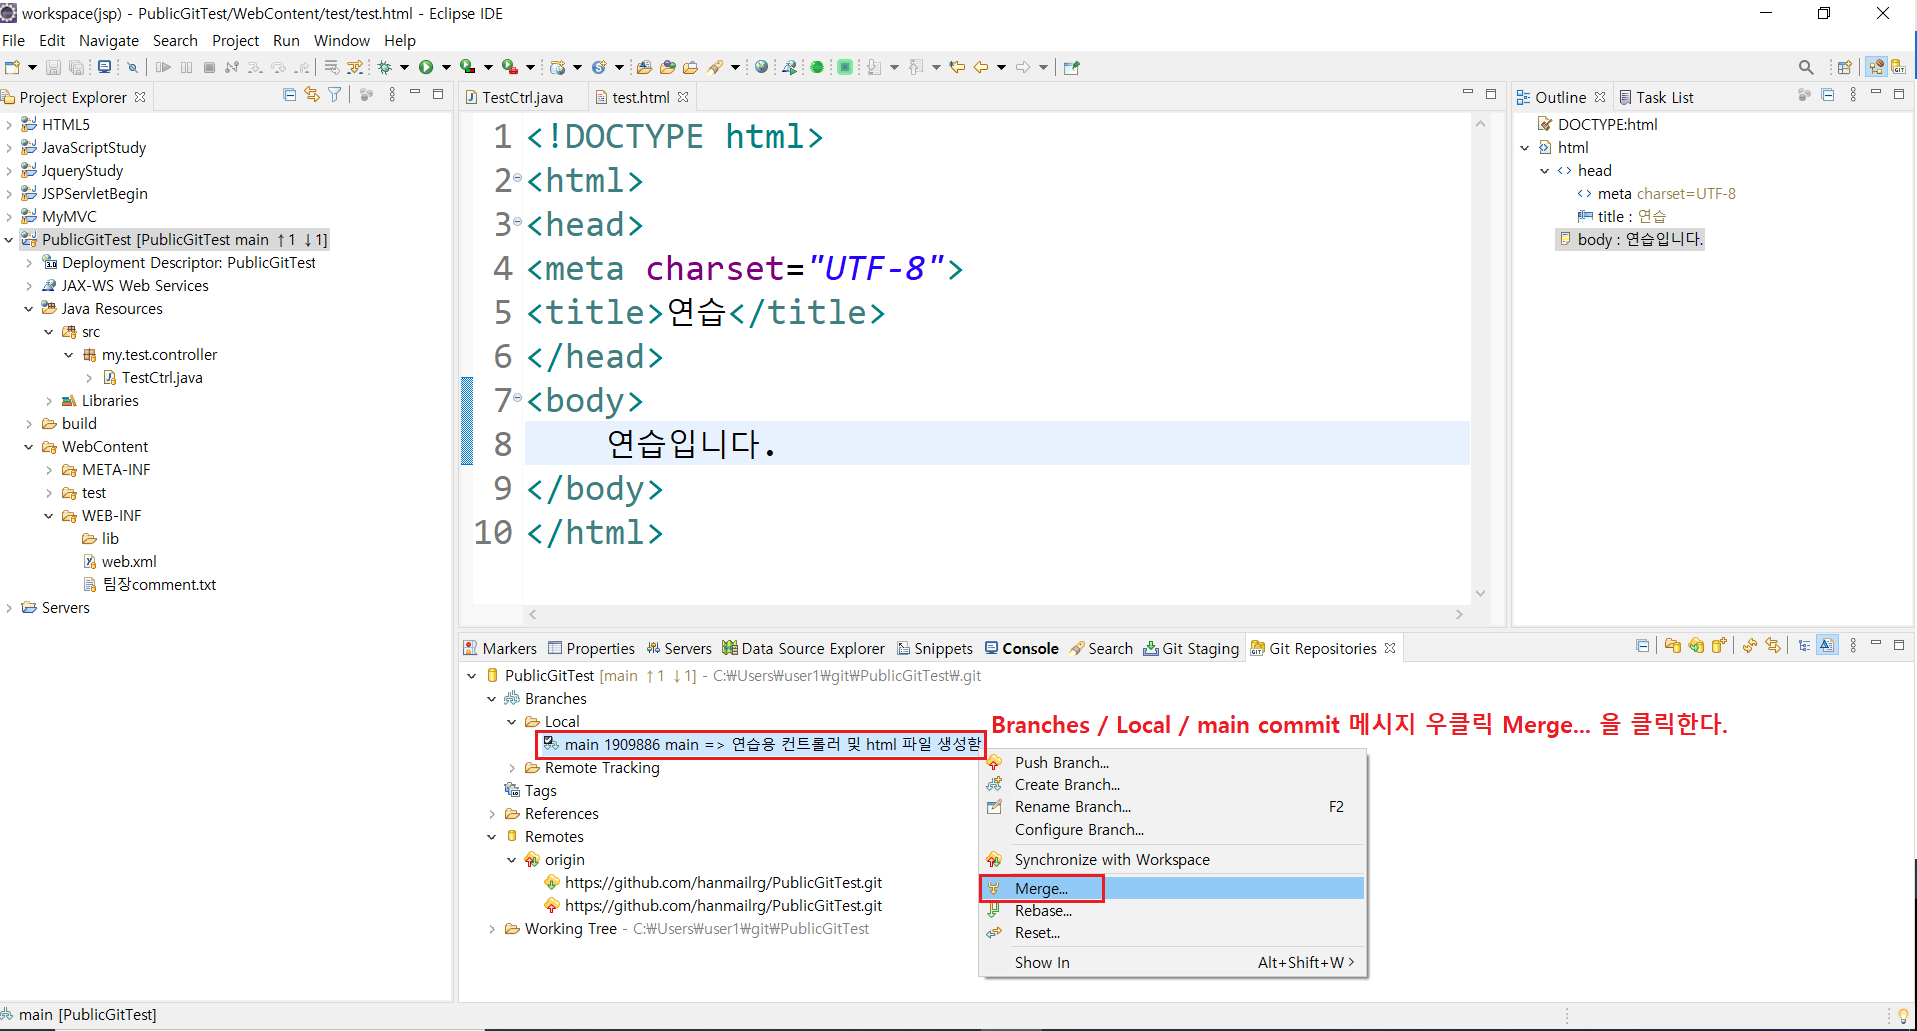 workspace(jsp) - PublicGitTest/WebContent/test/test.html - Eclipse IDE
File Edit Navigate Search Project Run Window Help
Project Explorer
HTML5
JavaScriptStudy
JqueryStudy
JSPServletBegin
MyMVC
PublicGitTest [PublicGitTest main ↑1 ↓1]
Deployment Descriptor: PublicGitTest
JAX-WS Web Services
Java Resources
src
my.test.controller
TestCtrl.java
Libraries
build
WebContent
META-INF
test
WEB-INF
lib
web.xml
팀장comment.txt
Servers
TestCtrl.java test.html
1 <!DOCTYPE html>
2 <html>
3 <head>
4 <meta charset="UTF-8">
5 <title>연습</title>
6 </head>
7 <body>
8 연습입니다.
9 </body>
10 </html>
Outline Task List
DOCTYPE:html
html
head
meta charset=UTF-8
title : 연습
body : 연습입니다.
Markers Properties Servers Data Source Explorer Snippets Console Search Git Staging Git Repositories
PublicGitTest [main ↑1 ↓1] - C:₩Users₩user1₩git₩PublicGitTest₩.git
Branches
Local
main 1909886 main => 연습용 컨트롤러 및 html 파일 생성함
Remote Tracking
Tags
References
Remotes
origin
https://github.com/hanmailrg/PublicGitTest.git
https://github.com/hanmailrg/PublicGitTest.git
Working Tree - C:₩Users₩user1₩git₩PublicGitTest
Branches / Local / main commit 메시지 우클릭 Merge... 을 클릭한다.
Push Branch...
Create Branch...
Rename Branch... F2
Configure Branch...
Synchronize with Workspace
Merge...
Rebase...
Reset...
Show In Alt+Shift+W >
main [PublicGitTest]